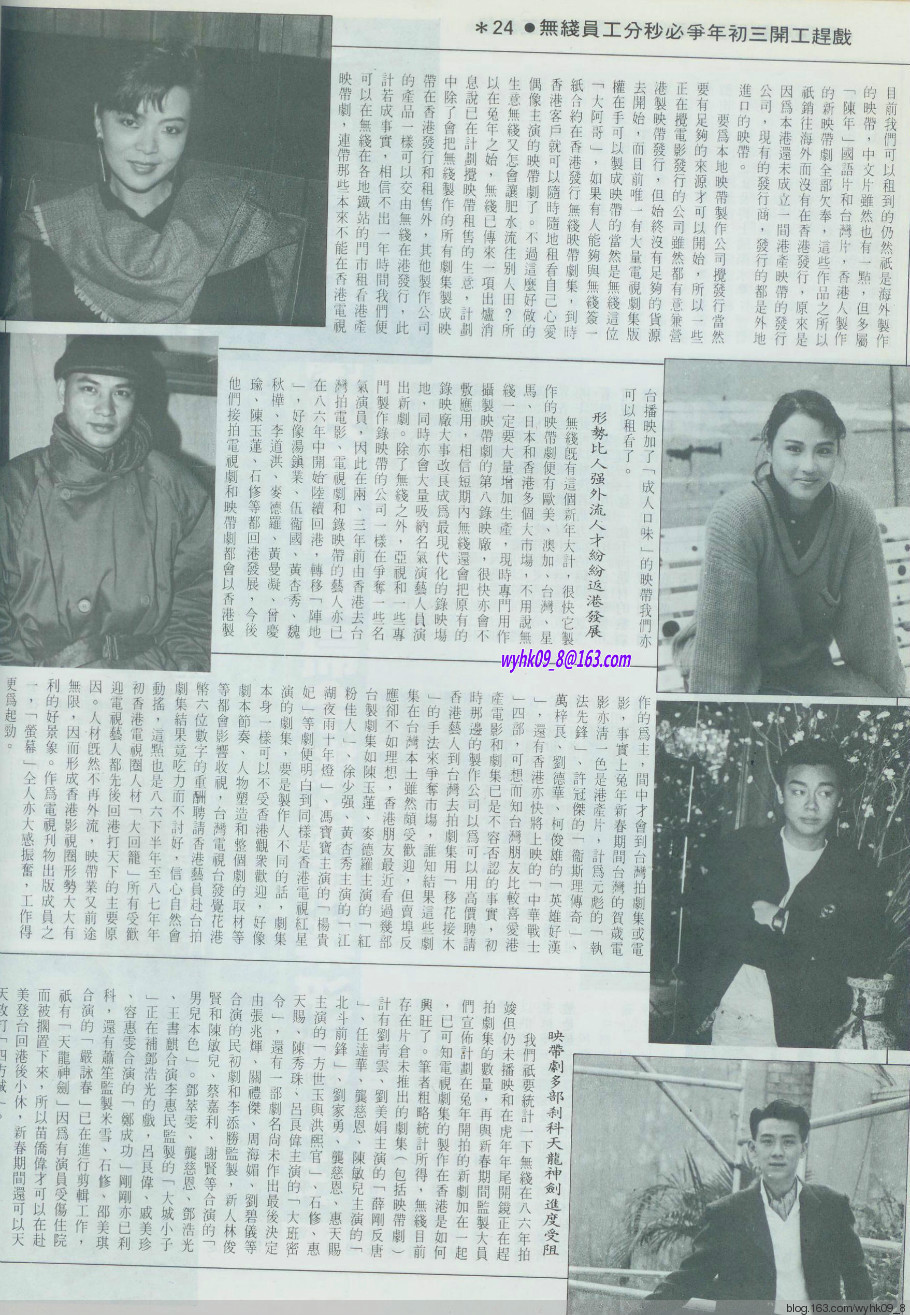 ＊24 ●無綫員工分秒必爭年初三開工趕戲
目前我們可以租到的仍然祇是海外製作
的映帶，中文片雖然也有一點，但多屬
「陳年」國語片和台灣片，香港人製作
的新映帶劇全部欠奉，這些作品之所以
祇銷往海外而沒有在香港發行，原來是
因為本港還未成立一間港產映帶的發行
公司，現有的發行商，發行的都是外地
進口的映帶。
要為本地映帶製作公司攪發行當然
要有足夠的來源才可以開始，所以一些
正在攪電影發行的公司雖然都有意兼營
港製映帶發行，但始終沒有足夠的貨源
去開始，而目前唯一有大量電視劇集版
權在手可以製成映帶的當然是無綫這位
「大阿哥」，如果有人能夠與無綫簽一
紙合約在香港發行無綫映帶劇集，到時
香港客戶就可以隨時隨地租看自己心愛
偶像主演的映帶劇了。不過這麼好做的
生意無綫又怎會讓肥水流往別人田？所
以在兔年之始，無綫已傳來一項出爐消
息說已在計劃攪映帶租售的生意，計劃
中除了會把無綫製作的所有劇集製成映
帶在香港發行和租售外，其他製作公司
的產品一樣可以交由無綫在港發行，此
計若成事實，相信不出一年時間我們便
可以在無綫在各地鐵站的門市租看港產
映帶劇，連帶那些本來不能在香港電視
台播映加了「成人口味」的映帶我們亦
可以租看了。
形勢比人强外流人才紛紛返港發展
無綫既有這個新年大計，很快它製
作的映帶劇便有歐美、澳加、台灣、星
馬、日本和香港多個大市場，不用說無
綫一定要大量增加生產，現時專門用作
攝製映帶劇的第八錄映廠，很快亦會不
敷應用，相信短期內無綫還會把原有的
錄映廠大事改良成為最現代化的錄映場
地，同時亦會大量吸納名氣演藝人員演
出新劇。除了無綫之外，亞視和一些專
門製作錄映帶的公司一樣在爭奪一些名
氣演員，因此在兩、三年前由香港去台
灣拍電影、電視劇和錄映帶的藝人亦已
在八六年中開始陸續回港，轉移「陣地
」，好像湯鎮業、伍衞國、黃杏秀、魏
秋樺、李道洪、麥德羅、黃曼凝、曾慶
瑜、陳玉蓮、石修等都回港發展，今後
他們接拍電視劇和映帶劇都會以香港製
作的為主，間中才會到台灣拍劇集或電
影，事實上兔年新春期間台灣的賀歲電
影亦清一色是港產片，計為元彪的「執
法先鋒」、許冠傑的「衞斯理傳奇」、
萬梓良、劉德華、柯俊雄的「英雄好漢
」，還有香港亦快將上映的「中華戰士
」四部，可想而知台灣朋友比較喜愛港
產電影和劇集已是不容否認的事實，初
時那邊的製作公司以為可以用高價聘請
香港藝人到台灣去拍劇集用「移花接木
」的手法來爭奪市場，誰知結果這些劇
集在台灣本土雖然頗受歡迎，但賣埠反
應卻不如理想，香港朋友最近看過幾部
台製劇集如陳玉蓮、麥德羅主演的「紅
粉佳人」、徐少强、黃杏秀主演的「江
湖夜雨十年燈」、馮寶寶主演的「楊貴
妃」等劇便明白到同樣是香港電視紅星
演的劇集，要是製作人不同的話，劇集
本身一樣可以不受香港觀衆歡迎，好像
劇本節奏、人物塑造和整個劇的取材等
等都會影響收視，台灣電視台發覺花港
幣六位數字的重酬聘請香港藝員赴台拍
劇集結果竟吃力而不討好，信心自然會
動搖，這點也是八六下半年至八七年年
初香港電視圈人材「大回籠」所有受歡
迎電視藝人都先後回港打天下的主要原
因。人材既然不再外流，映帶業又前途
無限，因而形成香港影視圈形勢大大有
利的好景象。作為電視刊物出版成員之
一，「螢幕」仝人亦大感振奮，工作得
更為起勁。
映帶劇多部剎科天龍神劍進度受阻
我們祇要統計一下無綫在八六年拍
竣但仍未播映和在虎年年尾開鏡正在趕
拍劇集的數量，再與新春期間監製大員
們宣佈計劃在兔年開拍的新劇加在一起
，已可知電視劇集的製作在香港是如何
興旺了。筆者粗略統計所得，無綫目前
存在片倉未推出的劇集（包括映帶劇）
計有劉青雲、劉美娟主演的「薛剛反唐
」、任達華、龔慈恩、陳敏兒主演的「
北斗前鋒」、劉家勇、龔慈恩、惠天賜
主演的「方世玉與洪熙官」、石修、惠
天賜、陳秀珠、呂良偉主演的「大班密
令」，還有一部劇名尚未作出最後決定
由張兆輝、關禮傑、周海媚、劉碧儀等
合演的民初劇和李添勝監製，新人林俊
賢和陳敏兒、蔡嘉利、謝賢等合演的「
男兒本色」。鄧萃雯、龔慈恩、鄧浩光
、王書麒合演李惠民監製的「大城小子
」正在補鄧浩光的戲，呂良偉、戚美珍
、容惠雯合演的「鄭成功」剛剛亦已剎
科，還有蕭笙監製米雪、石修、邵美琪
合演的「嚴詠春」已在進行剪輯工作，
祇有「天龍神劍」因為有演員受傷住院
而被擱置下來，所以苗僑偉才可以在赴
美登台回港後小休，新春期間還可以天
天攻打「四方城」。
wyhk09_8@163.com
blog.163.com/wyhk09_8